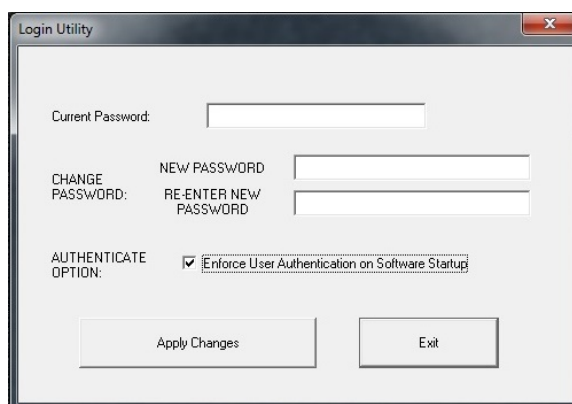 Login Utility
Current Password:
NEW PASSWORD
CHANGE
PASSWORD:
RE-ENTER NEW
PASSWORD
AUTHENTICATE
OPTION:
Enforce User Authentication on Software Startup
Apply Changes
Exit